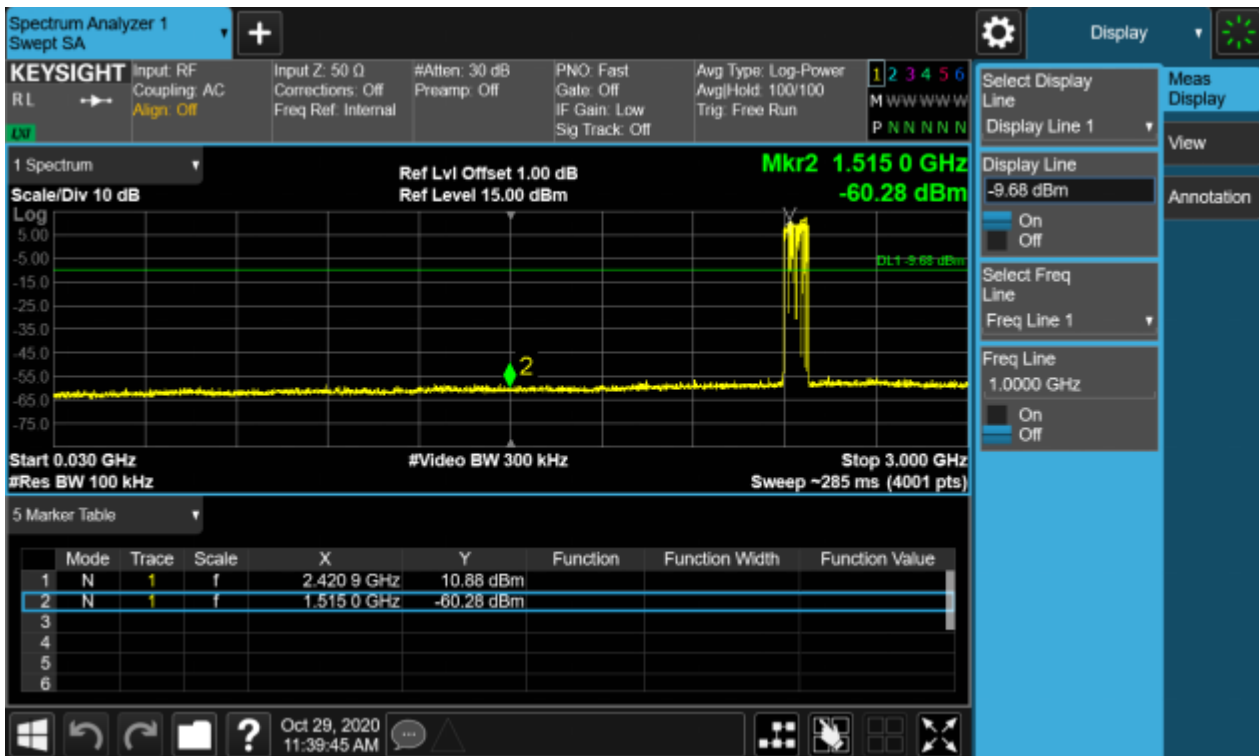 Spectrum Analyzer 1
Swept SA
+
Display
KEYSIGHT
RL
LXI
Input: RF
Coupling: AC
Align: Off
Input Z: 50 Ω
Corrections: Off
Freq Ref: Internal
#Atten: 30 dB
Preamp: Off
PNO: Fast
Gate: Off
IF Gain: Low
Sig Track: Off
Avg Type: Log-Power
Avg|Hold: 100/100
Trig: Free Run
1 2 3 4 5 6
M W W W W W
P N N N N N
1 Spectrum
Scale/Div 10 dB
Ref Lvl Offset 1.00 dB
Ref Level 15.00 dBm
Mkr2 1.515 0 GHz
-60.28 dBm
Log
5.00
-5.00
-15.0
-25.0
-35.0
-45.0
-55.0
-65.0
-75.0
DL1 -9.68 dBm
2
Start 0.030 GHz
#Res BW 100 kHz
#Video BW 300 kHz
Stop 3.000 GHz
Sweep ~285 ms (4001 pts)
5 Marker Table
Mode Trace Scale X Y Function Function Width Function Value
1 N 1 f 2.420 9 GHz 10.88 dBm
2 N 1 f 1.515 0 GHz -60.28 dBm
3
4
5
6
Select Display
Line
Display Line 1
Display Line
-9.68 dBm
On
Off
Select Freq
Line
Freq Line 1
Freq Line
1.0000 GHz
On
Off
Meas
Display
View
Annotation
?
Oct 29, 2020
11:39:45 AM